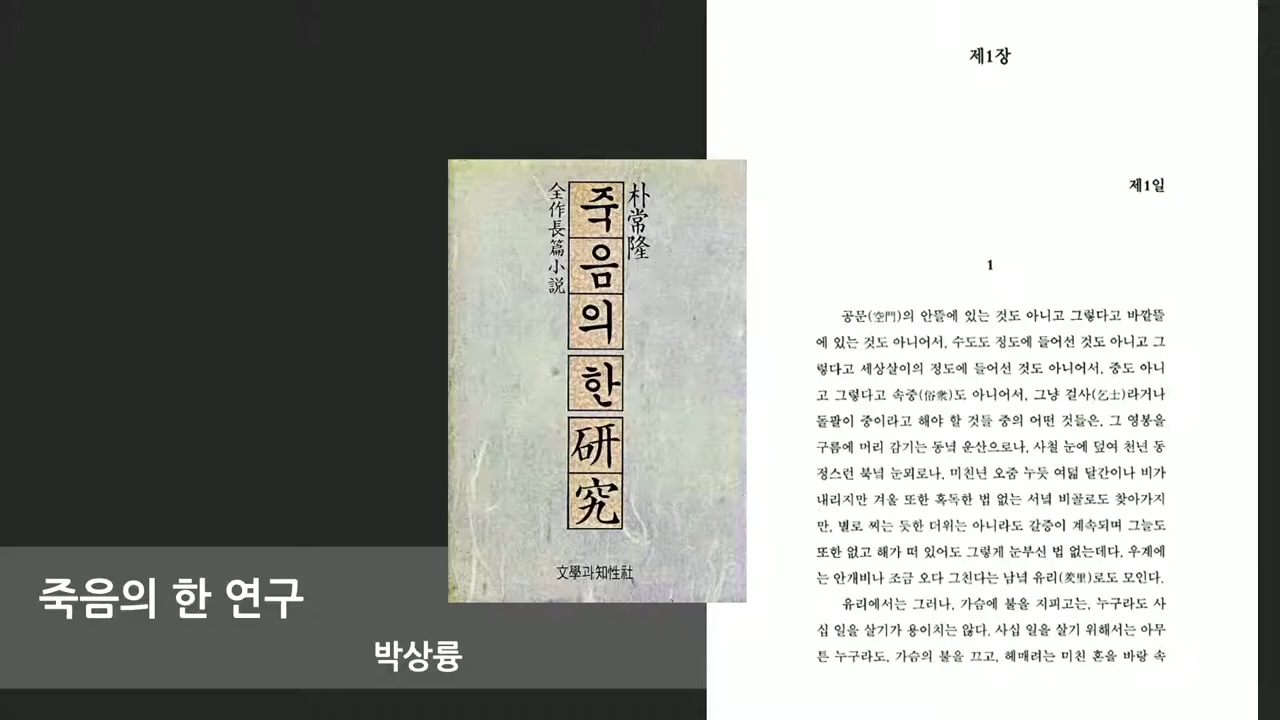 죽음의 한 연구
박상륭
朴常隆
죽음의 한 研究
全作長篇小説
文學과知性社
제1장
제1일
1
공문(空門)의 안뜰에 있는 것도 아니고 그렇다고 바깥뜰
에 있는 것도 아니어서, 수도도 정도에 들어선 것도 아니고 그
렇다고 세상살이의 정도에 들어선 것도 아니어서, 중도 아니
고 그렇다고 속중(俗衆)도 아니어서, 그냥 걸사(乞士)라거나
돌팔이 중이라고 해야 할 것들 중의 어떤 것들은, 그 영봉을
구름에 머리 감기는 동녘 운산으로나, 사철 눈에 덮여 천년 동
정스런 북녘 눈뫼로나, 미친년 오줌 누듯 여덟 달간이나 비가
내리지만 겨울 또한 혹독한 법 없는 서녘 비골로도 찾아가지
만, 별로 찌는 듯한 더위는 아니라도 갈증이 계속되며 그늘도
또한 없고 해가 떠 있어도 그렇게 눈부신 법 없는데다, 우계에
는 안개비나 조금 오다 그친다는 남녘 유리(羑里)로도 모인다.
유리에서는 그러나, 가슴에 불을 지피고는, 누구라도 사
십 일을 살기가 용이치는 않다. 사십 일을 살기 위해서는 아무
튼 누구라도, 가슴의 불을 끄고, 헤매려는 미친 혼을 바랑 속